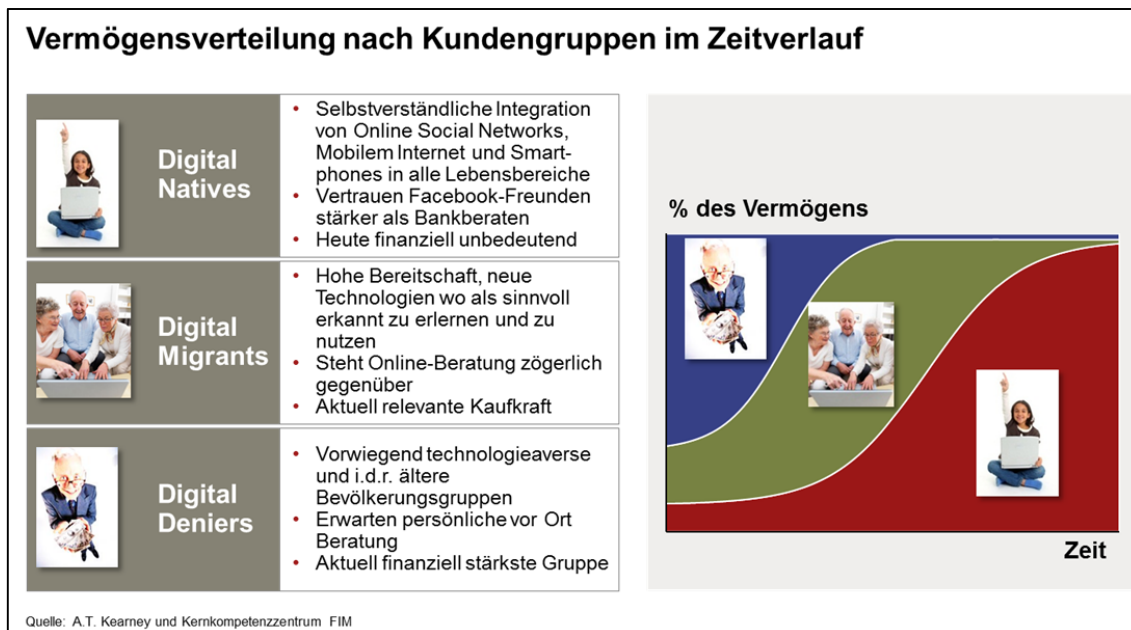 Vermögensverteilung nach Kundengruppen im Zeitverlauf
Digital
Natives
• Selbstverständliche Integration
von Online Social Networks,
Mobilem Internet und Smart-
phones in alle Lebensbereiche
• Vertrauen Facebook-Freunden
stärker als Bankberaten
• Heute finanziell unbedeutend
Digital
Migrants
• Hohe Bereitschaft, neue
Technologien wo als sinnvoll
erkannt zu erlernen und zu
nutzen
• Steht Online-Beratung zögerlich
gegenüber
• Aktuell relevante Kaufkraft
Digital
Deniers
• Vorwiegend technologieaverse
und i.d.r. ältere
Bevölkerungsgruppen
• Erwarten persönliche vor Ort
Beratung
• Aktuell finanziell stärkste Gruppe
% des Vermögens
Zeit
Quelle: A.T. Kearney und Kernkompetenzzentrum FIM